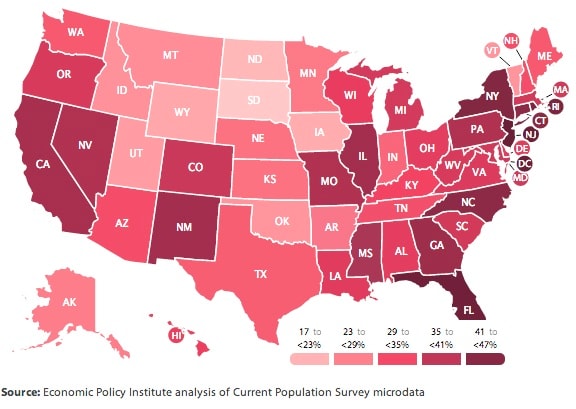 WA
MT
ND
MN
VT
NH
ME
OR
ID
SD
WI
NY
MA
WY
MI
RI
CT
NV
NE
IA
PA
NJ
CA
UT
CO
IL
IN
OH
DE
DC
MD
KS
MO
WV
VA
KY
NC
AZ
NM
OK
AR
TN
SC
TX
MS
AL
GA
LA
AK
HI
FL
17 to
<23%
23 to
<29%
29 to
<35%
35 to
<41%
41 to
<47%
Source: Economic Policy Institute analysis of Current Population Survey microdata